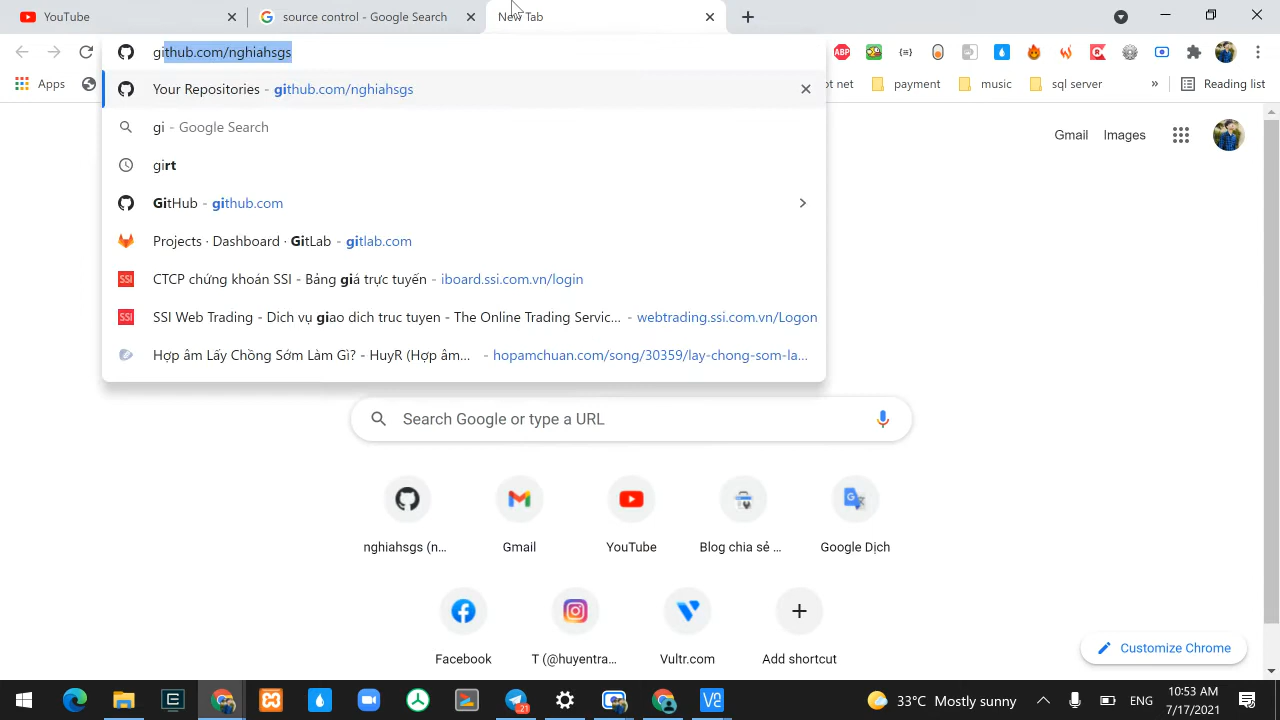 YouTube
source control - Google Search
New Tab
github.com/nghiahsgs
ABP
Apps
ot net
payment
music
sql server
»
Reading list
Your Repositories - github.com/nghiahsgs
gi - Google Search
girt
GitHub - github.com
Projects · Dashboard · GitLab - gitlab.com
SSI CTCP chứng khoán SSI - Bảng giá trực tuyến - iboard.ssi.com.vn/login
SSI SSI Web Trading - Dich vụ giao dich truc tuyen - The Online Trading Servic... - webtrading.ssi.com.vn/Logon
Hợp âm Lấy Chồng Sớm Làm Gì? - HuyR (Hợp âm... - hopamchuan.com/song/30359/lay-chong-som-la...
Gmail Images
Search Google or type a URL
nghiahsgs (n...
Gmail
YouTube
Blog chia sẻ ...
Google Dịch
Facebook
T (@huyentra...
Vultr.com
Add shortcut
Customize Chrome
33°C Mostly sunny
ENG
10:53 AM
7/17/2021